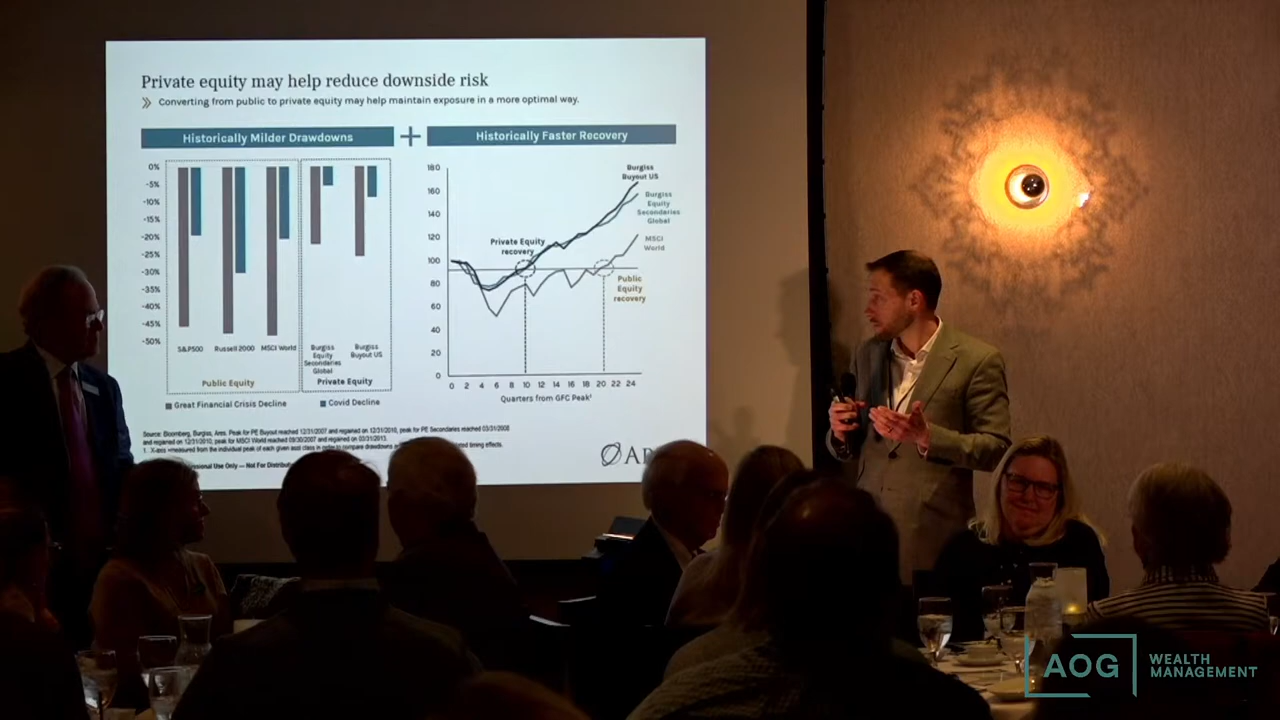 Private equity may help reduce downside risk
Converting from public to private equity may help maintain exposure in a more optimal way.
Historically Milder Drawdowns
+
Historically Faster Recovery
0%
-5%
-10%
-15%
-20%
-25%
-30%
-35%
-40%
-45%
-50%
S&P500
Russell 2000
MSCI World
Burgiss
Equity
Secondaries
Global
Burgiss
Buyout US
Public Equity
Private Equity
Great Financial Crisis Decline
Covid Decline
180
160
140
120
100
80
60
40
20
0
Burgiss
Buyout US
Burgiss
Equity
Secondaries
Global
MSCI
World
Private Equity
recovery
Public
Equity
recovery
0 2 4 6 8 10 12 14 16 18 20 22 24
Quarters from GFC Peak¹
Source: Bloomberg, Burgiss, Ares. Peak for PE Buyout reached 12/31/2007 and regained on 12/31/2010, peak for PE Secondaries reached 03/31/2008
and regained on 12/31/2010, peak for MSCI World reached 09/30/2007 and regained on 03/31/2013.
1. X-axis measured from the individual peak of each given asset class in order to compare drawdowns
timing effects.
Use Only — Not For
AOG
WEALTH
MANAGEMENT